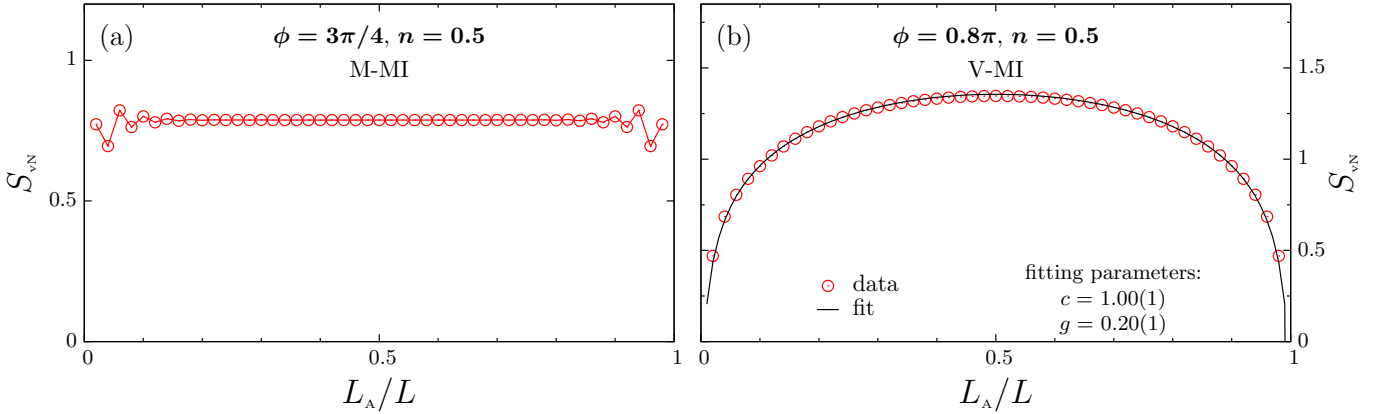 (a)
ϕ = 3π/4, n = 0.5
M-MI
1
0.5
0
S_vN
0
0.5
1
L_A/L
(b)
ϕ = 0.8π, n = 0.5
V-MI
data
fit
fitting parameters:
c = 1.00(1)
g = 0.20(1)
1.5
1
0.5
0
S_vN
0
0.5
1
L_A/L